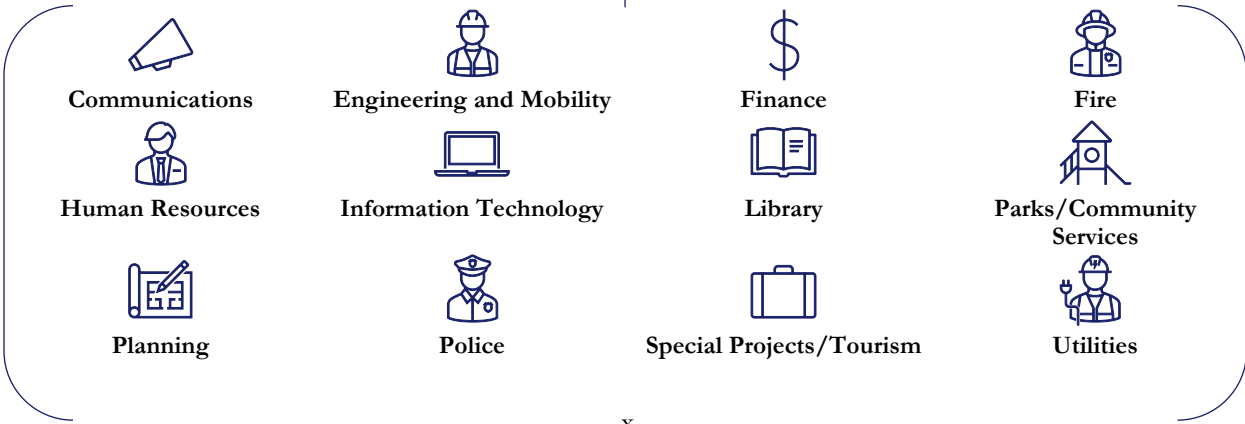 Communications
Engineering and Mobility
Finance
Fire
Human Resources
Information Technology
Library
Parks/Community
Services
Planning
Police
Special Projects/Tourism
Utilities
x